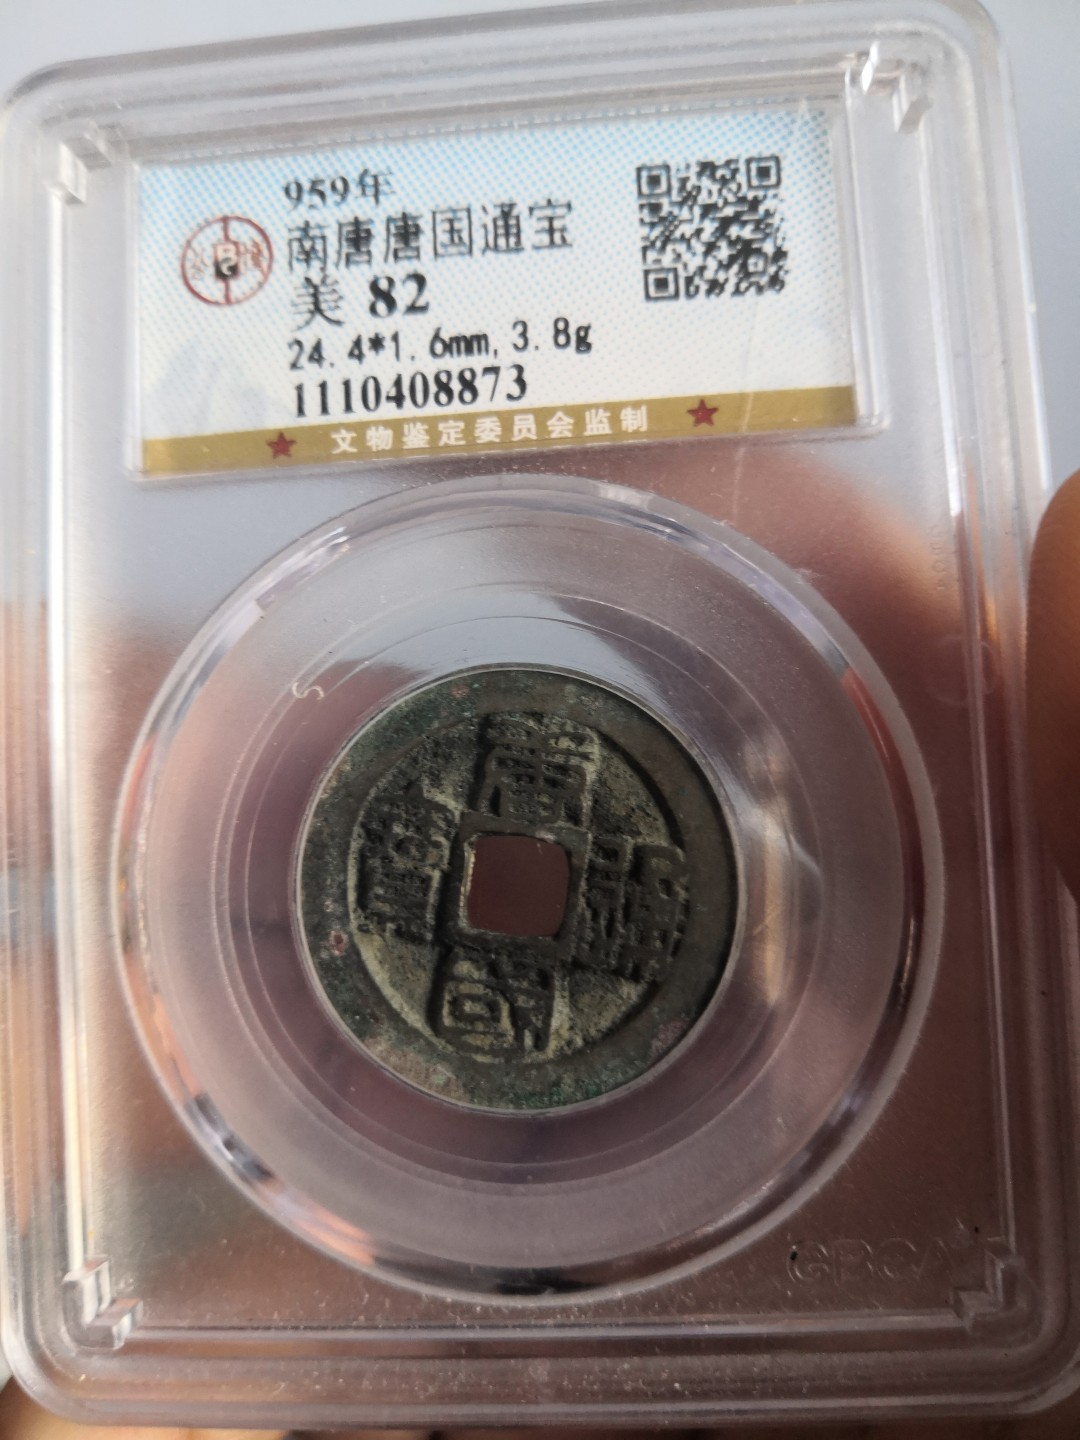 959年
南唐唐国通宝
美 82
24.4*1.6mm,3.8g
1110408873
★ 文物鉴定委员会监制 ★
唐
國
通
寶
GBCA